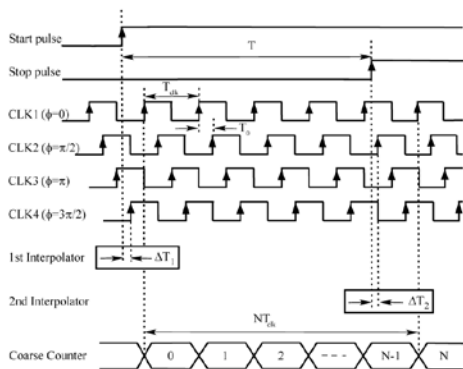 Start pulse
T
Stop pulse
T_clk
CLK1 (ϕ=0)
T_0
CLK2 (ϕ=π/2)
CLK3 (ϕ=π)
CLK4 (ϕ=3π/2)
1st Interpolator
ΔT_1
2nd Interpolator
ΔT_2
NT_clk
Coarse Counter
0 1 2 --- N-1 N